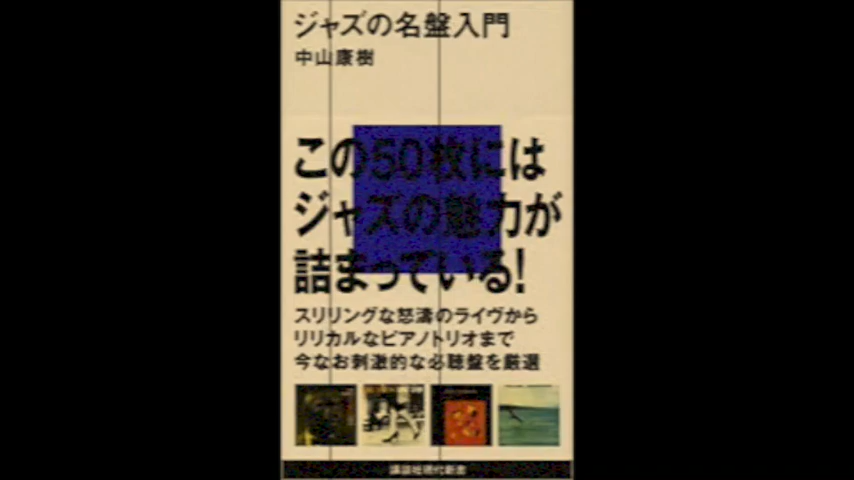 ジャズの名盤入門
中山康樹
この50枚には
ジャズの魅力が
詰まっている!
スリリングな怒濤のライヴから
リリカルなピアノトリオまで
今なお刺激的な必聴盤を厳選
講談社現代新書